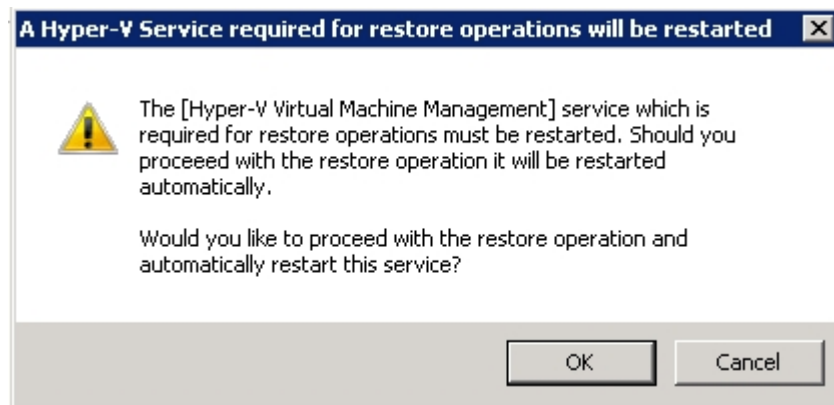 A Hyper-V Service required for restore operations will be restarted
The [Hyper-V Virtual Machine Management] service which is
required for restore operations must be restarted. Should you
proceeed with the restore operation it will be restarted
automatically.
Would you like to proceed with the restore operation and
automatically restart this service?
OK
Cancel